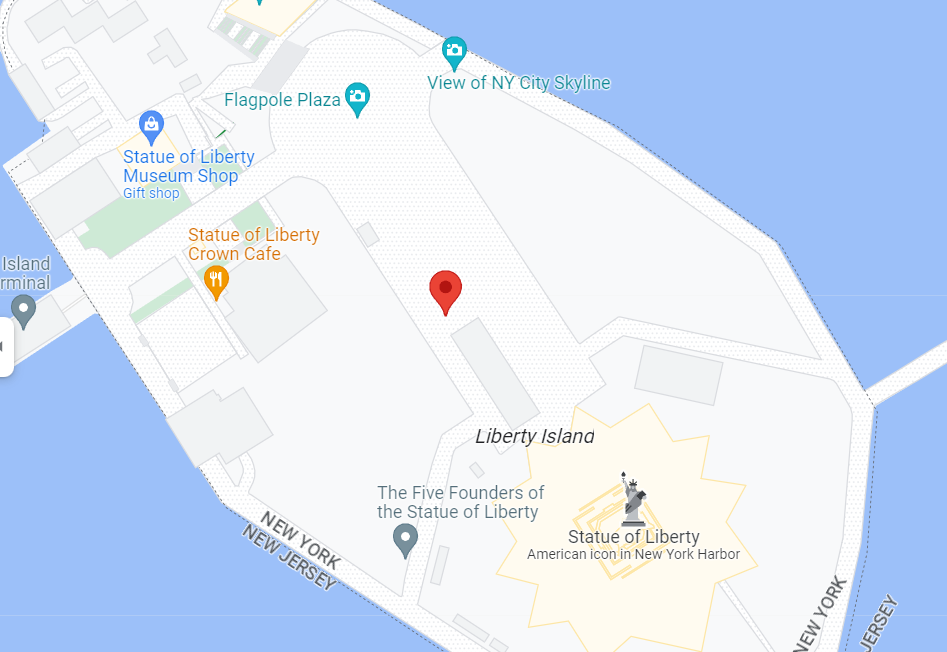 View of NY City Skyline
Flagpole Plaza
Statue of Liberty
Museum Shop
Gift shop
Statue of Liberty
Crown Cafe
Island
rminal
Liberty Island
The Five Founders of
the Statue of Liberty
Statue of Liberty
American icon in New York Harbor
NEW YORK
NEW JERSEY
NEW YORK
JERSEY